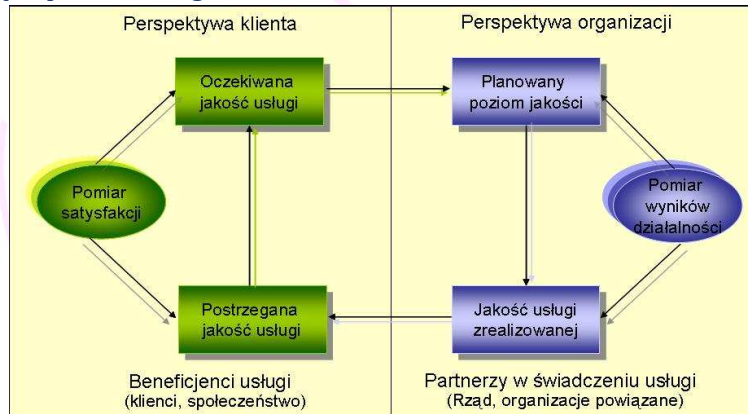 Perspektywa klienta
Perspektywa organizacji
Oczekiwana
jakość usługi
Planowany
poziom jakości
Pomiar
satysfakcji
Pomiar
wyników
działalności
Postrzegana
jakość usługi
Jakość usługi
zrealizowanej
Beneficjenci usługi
(klienci, społeczeństwo)
Partnerzy w świadczeniu usługi
(Rząd, organizacje powiązane)